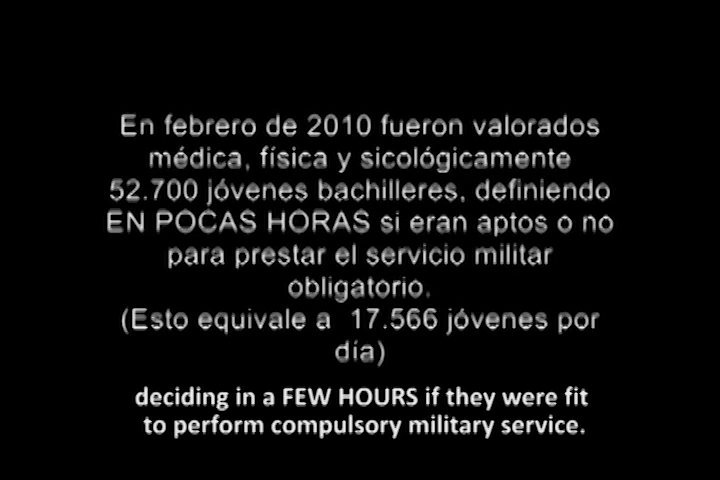 En febrero de 2010 fueron valorados
médica, física y sicológicamente
52.700 jóvenes bachilleres, definiendo
EN POCAS HORAS si eran aptos o no
para prestar el servicio militar
obligatorio.
(Esto equivale a 17.566 jóvenes por
día)
deciding in a FEW HOURS if they were fit
to perform compulsory military service.